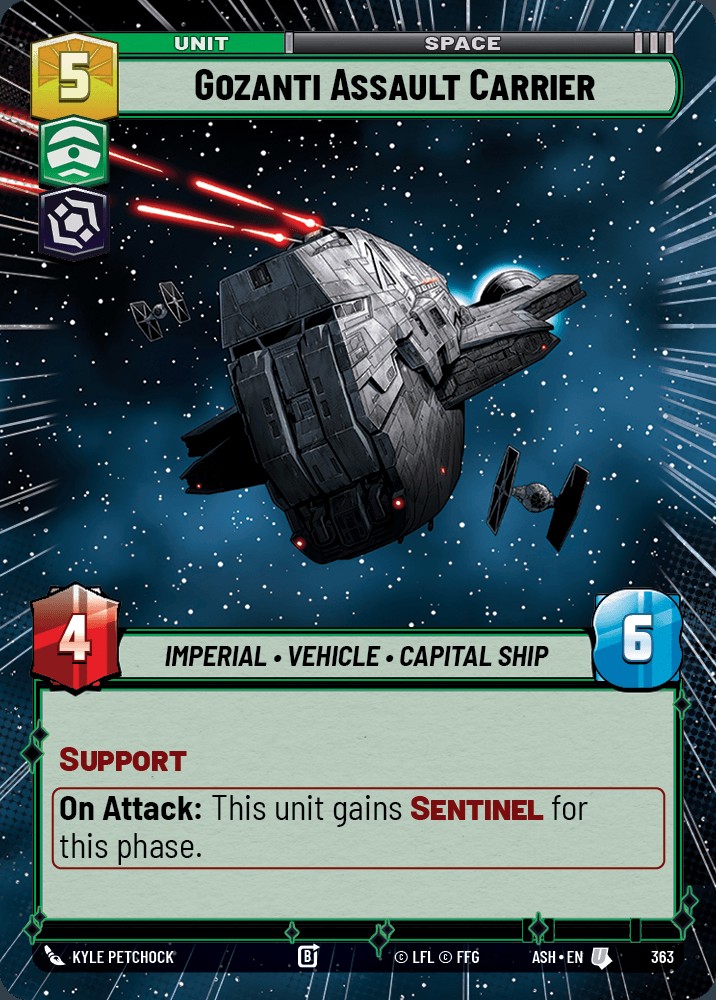 UNIT
SPACE
5
GOZANTI ASSAULT CARRIER
4
IMPERIAL • VEHICLE • CAPITAL SHIP
6
SUPPORT
On Attack: This unit gains SENTINEL for
this phase.
KYLE PETCHOCK
B
© LFL © FFG
ASH • EN
U
363